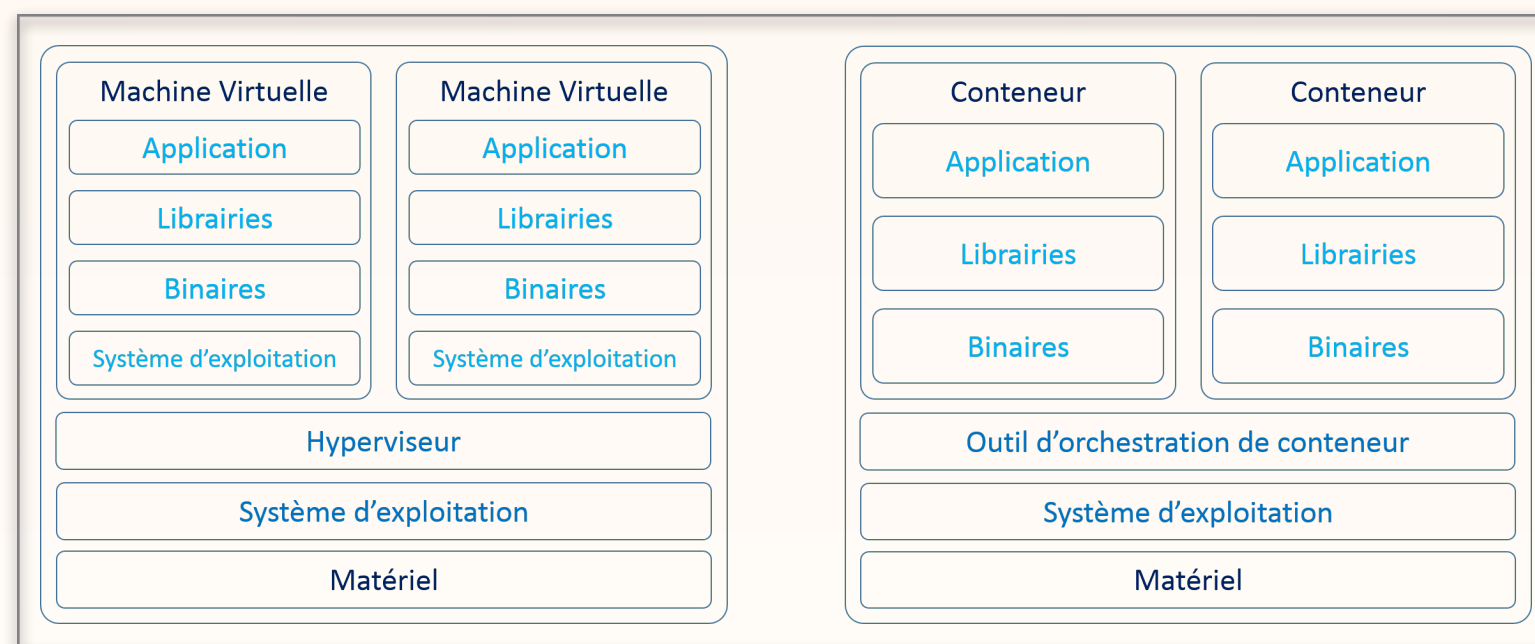 Machine Virtuelle
Application
Librairies
Binaires
Système d'exploitation
Machine Virtuelle
Application
Librairies
Binaires
Système d'exploitation
Hyperviseur
Système d'exploitation
Matériel
Conteneur
Application
Librairies
Binaires
Conteneur
Application
Librairies
Binaires
Outil d'orchestration de conteneur
Système d'exploitation
Matériel